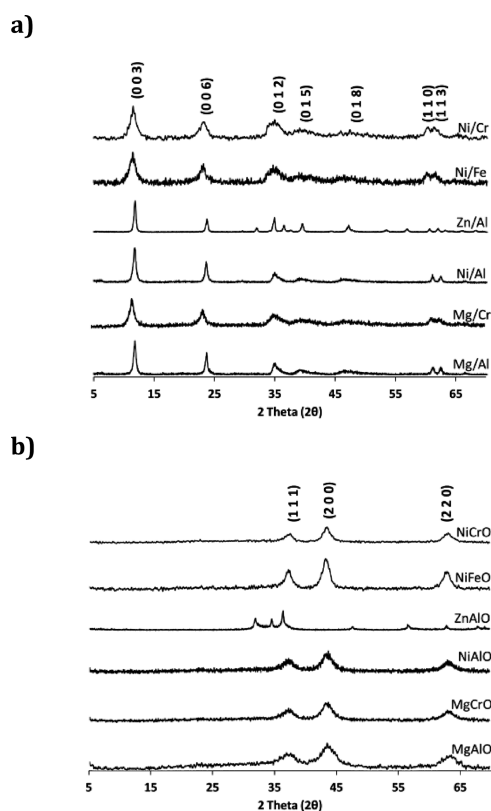 a)
(0 0 3)
(0 0 6)
(0 1 2)
(0 1 5)
(0 1 8)
(1 1 0)
(1 1 3)
Ni/Cr
Ni/Fe
Zn/Al
Ni/Al
Mg/Cr
Mg/Al
5 15 25 35 45 55 65
2 Theta (2θ)
b)
(1 1 1)
(2 0 0)
(2 2 0)
NiCrO
NiFeO
ZnAlO
NiAlO
MgCrO
MgAlO
5 15 25 35 45 55 65
2 Theta (2θ)